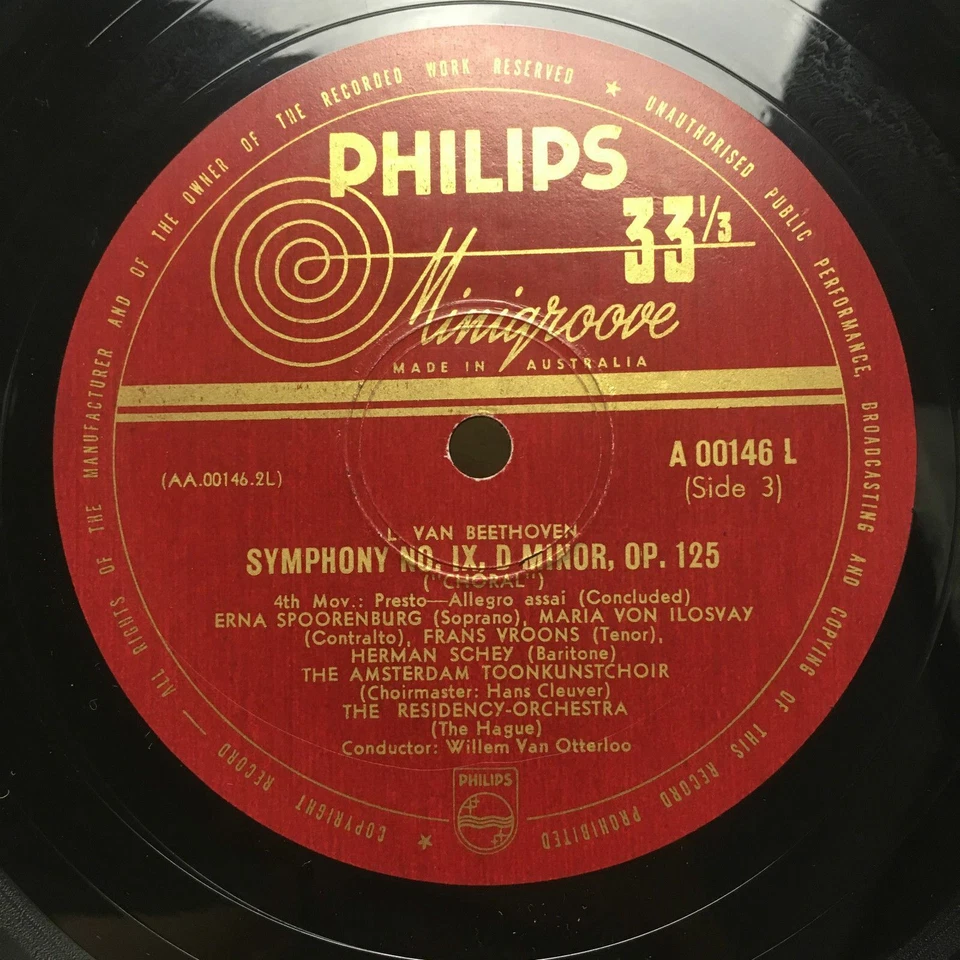 COPYRIGHT RECORD — ALL RIGHTS OF THE MANUFACTURER AND OF THE OWNER OF THE RECORDED WORK RESERVED ★ UNAUTHORISED PUBLIC PERFORMANCE, BROADCASTING AND COPYING OF THIS RECORD PROHIBITED ★
PHILIPS
33 1/3
Minigroove
MADE IN AUSTRALIA
A 00146 L
(AA.00146.2L)
(Side 3)
L. VAN BEETHOVEN
SYMPHONY NO. IX, D MINOR, OP. 125
("CHORAL")
4th Mov.: Presto—Allegro assai (Concluded)
ERNA SPOORENBURG (Soprano), MARIA VON ILOSVAY
(Contralto), FRANS VROONS (Tenor),
HERMAN SCHEY (Baritone)
THE AMSTERDAM TOONKUNSTCHOIR
(Choirmaster: Hans Cleuver)
THE RESIDENCY-ORCHESTRA
(The Hague)
Conductor: Willem Van Otterloo
PHILIPS